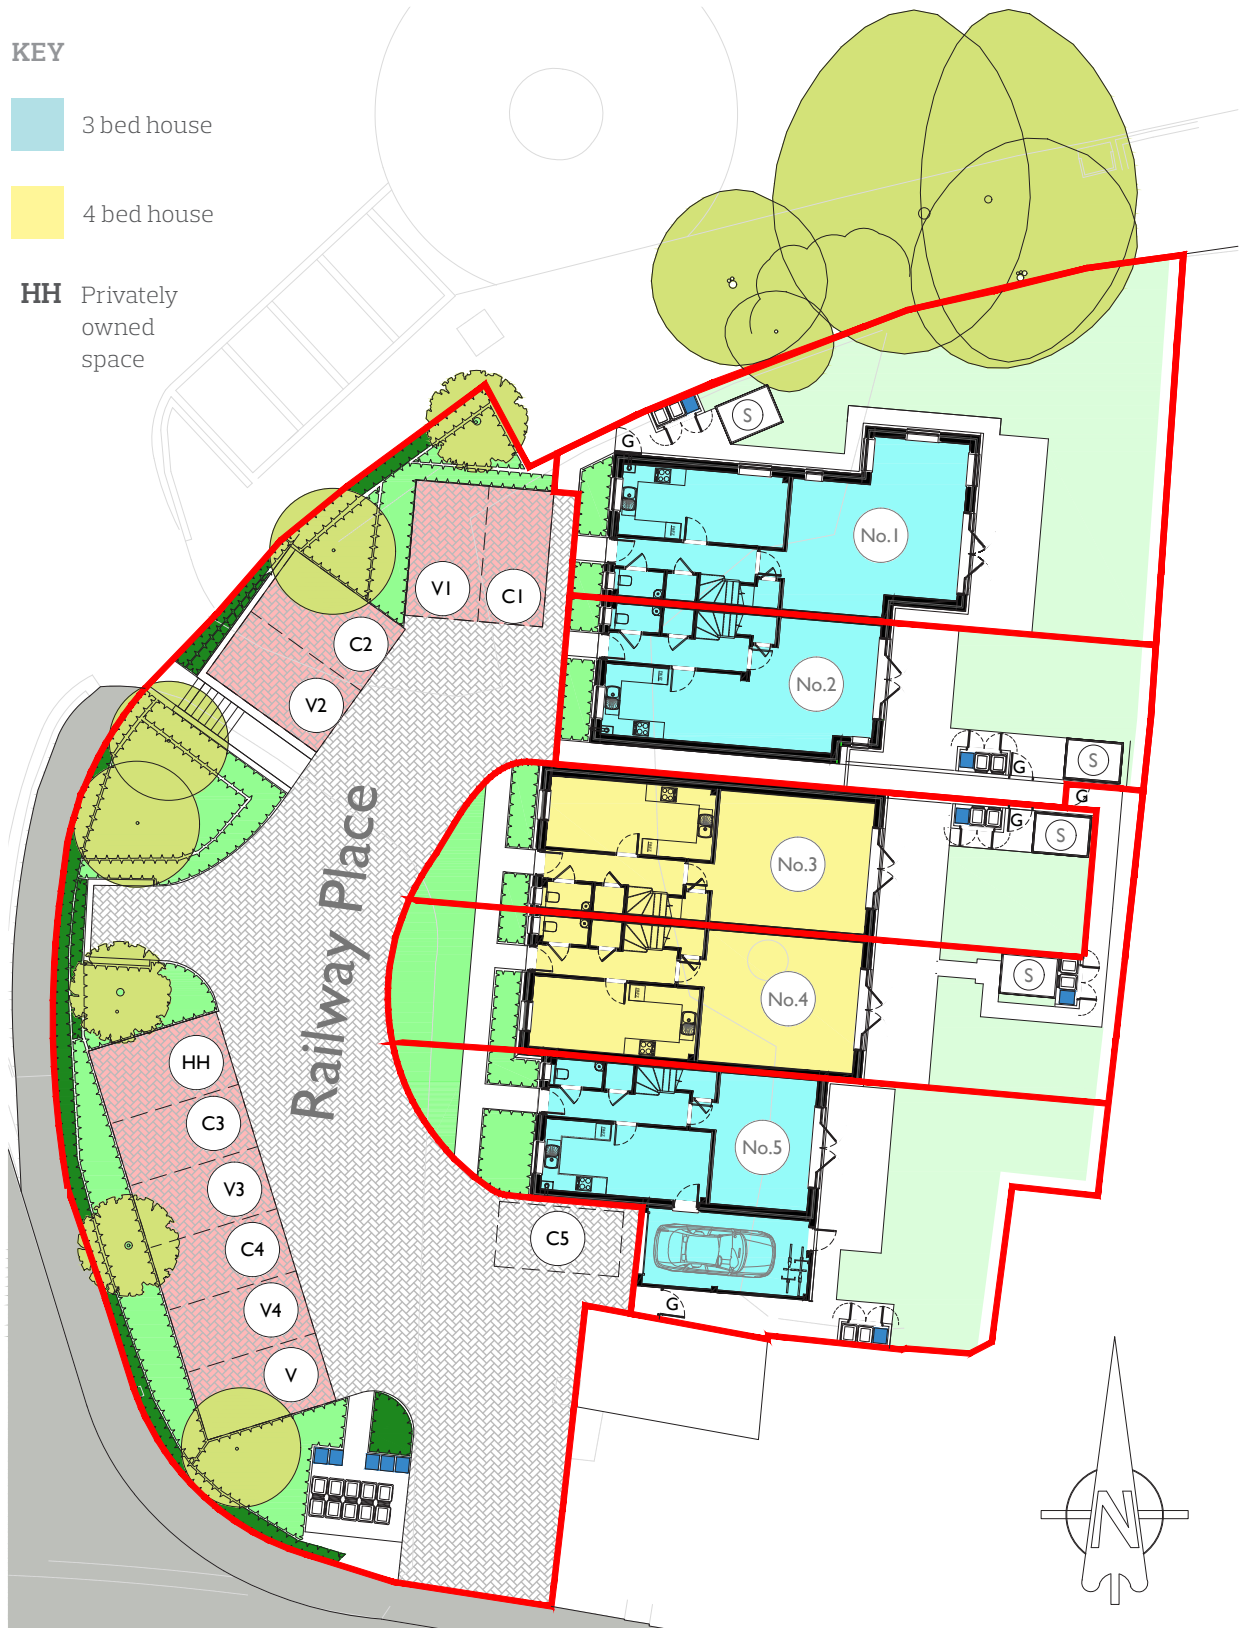 KEY
3 bed house
4 bed house
HH Privately
owned
space
S
G
No.1
V1
C1
C2
V2
No.2
G
S
Railway Place
G
G
S
No.3
No.4
S
HH
C3
V3
C4
V4
V
No.5
C5
G
N